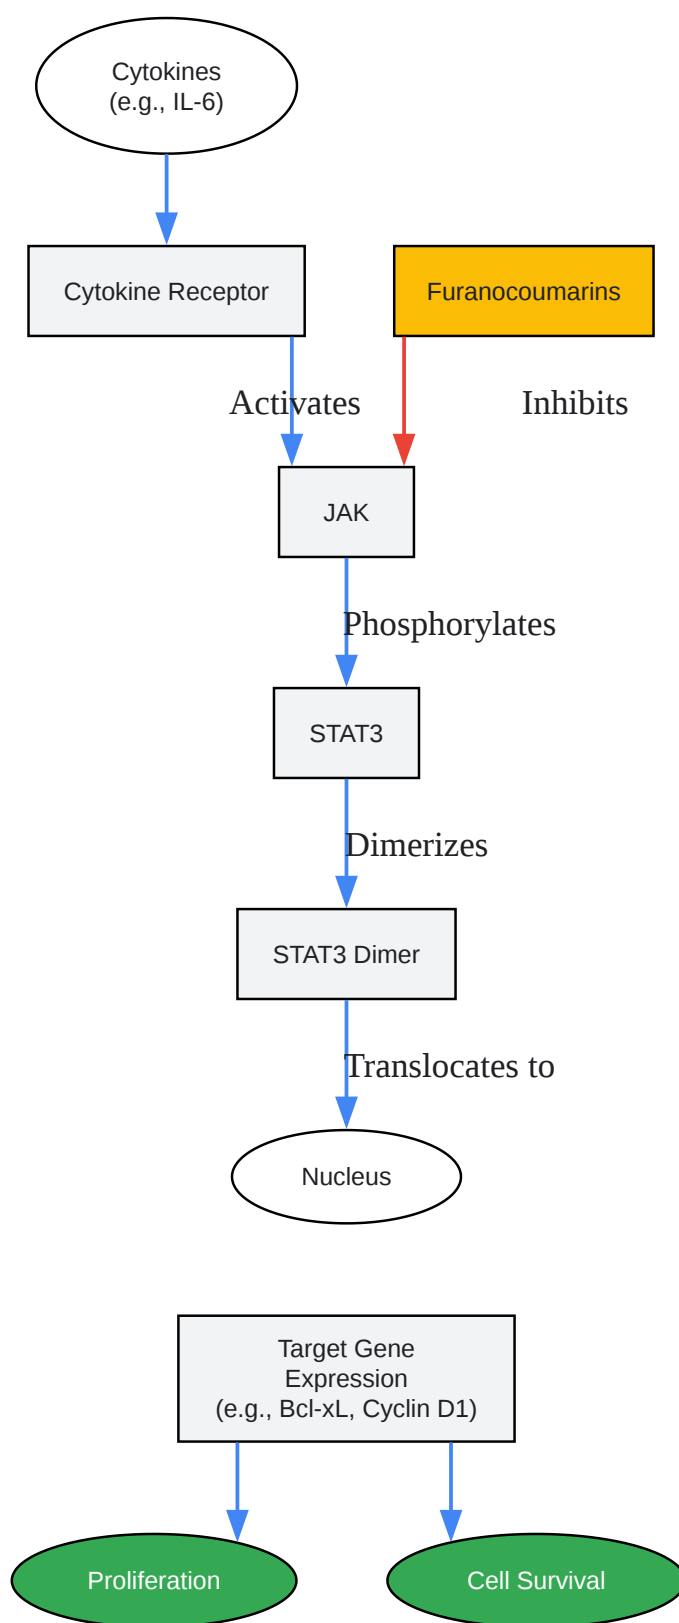 Cytokines
(e.g., IL-6)
Cytokine Receptor
Furanocoumarins
Activates
Inhibits
JAK
Phosphorylates
STAT3
Dimerizes
STAT3 Dimer
Translocates to
Nucleus
Target Gene
Expression
(e.g., Bcl-xL, Cyclin D1)
Proliferation
Cell Survival